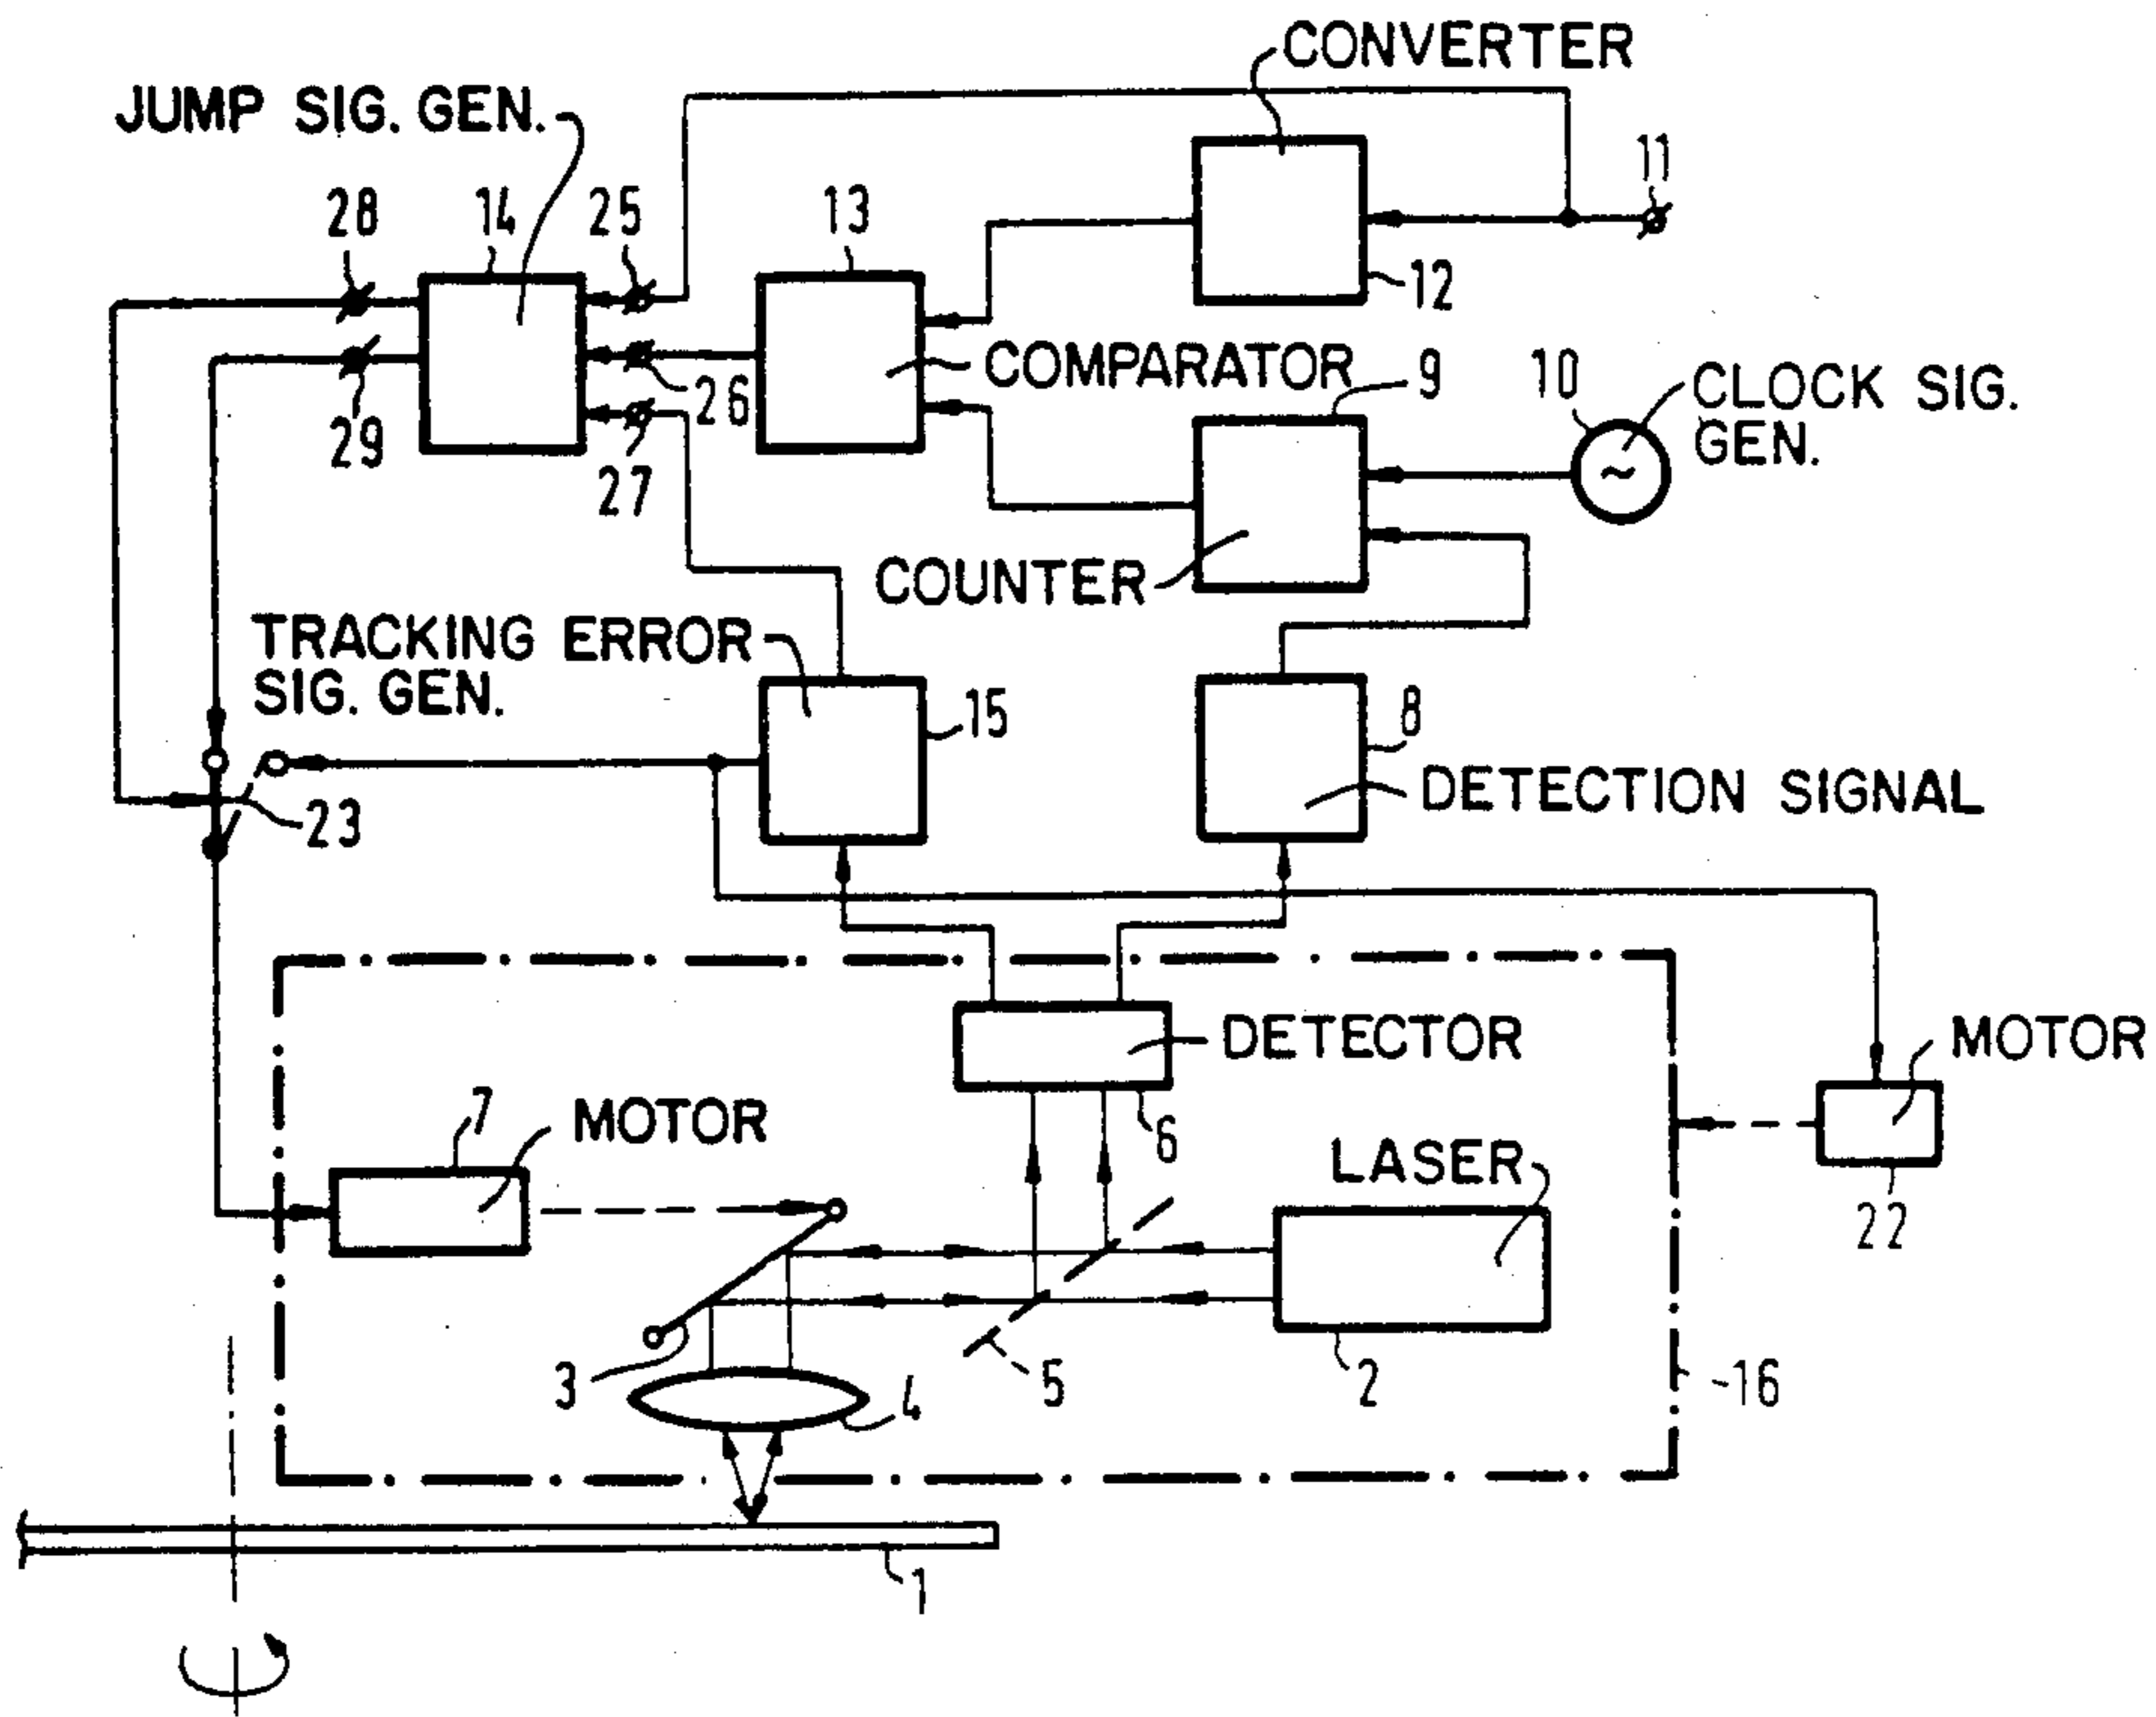 CONVERTER
JUMP SIG. GEN.
11
28
14
25
13
12
COMPARATOR
9
10
CLOCK SIG.
GEN.
26
29
27
COUNTER
TRACKING ERROR
SIG. GEN.
15
8
DETECTION SIGNAL
23
DETECTOR
MOTOR
7
MOTOR
6
LASER
22
3
4
5
2
16
1